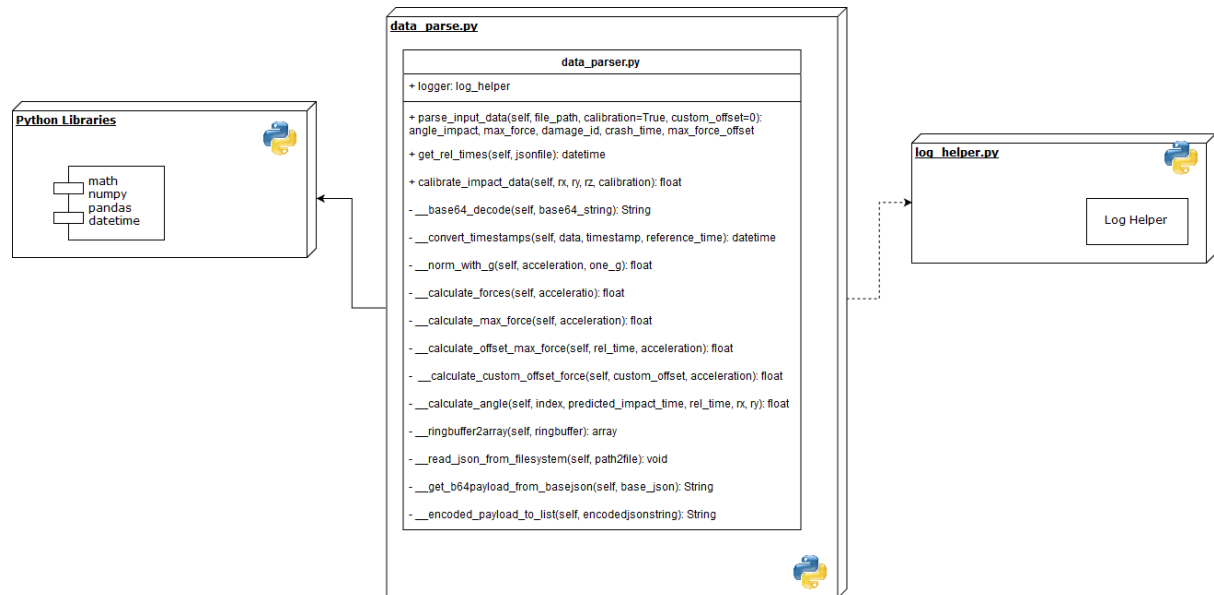 data_parse.py
data_parser.py
+ logger: log_helper
+ parse_input_data(self, file_path, calibration=True, custom_offset=0):
angle_impact, max_force, damage_id, crash_time, max_force_offset
+ get_rel_times(self, jsonfile): datetime
+ calibrate_impact_data(self, rx, ry, rz, calibration): float
- __base64_decode(self, base64_string): String
- __convert_timestamps(self, data, timestamp, reference_time): datetime
- __norm_with_g(self, acceleration, one_g): float
- __calculate_forces(self, acceleratio): float
- __calculate_max_force(self, acceleration): float
- __calculate_offset_max_force(self, rel_time, acceleration): float
- __calculate_custom_offset_force(self, custom_offset, acceleration): float
- __calculate_angle(self, index, predicted_impact_time, rel_time, rx, ry): float
- __ringbuffer2array(self, ringbuffer): array
- __read_json_from_filesystem(self, path2file): void
- __get_b64payload_from_basejson(self, base_json): String
- __encoded_payload_to_list(self, encodedjsonstring): String
Python Libraries
math
numpy
pandas
datetime
log_helper.py
Log Helper